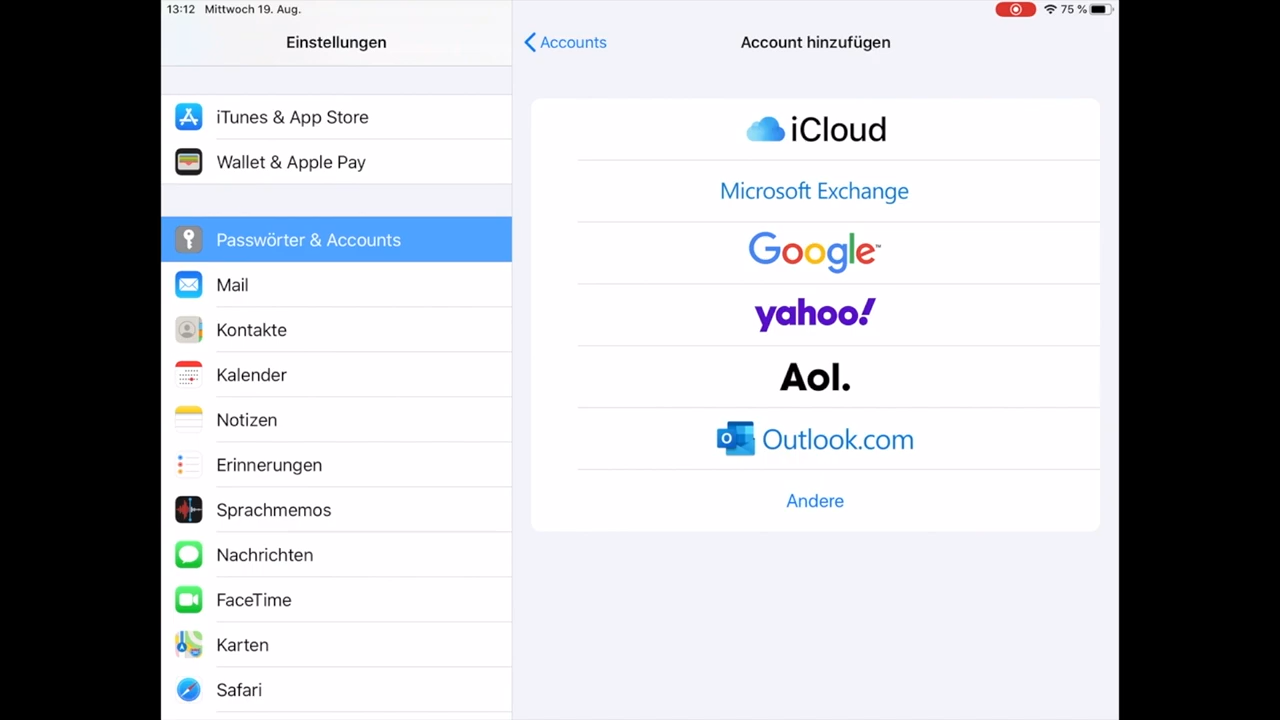 13:12 Mittwoch 19. Aug.
75 %
Einstellungen
Accounts
Account hinzufügen
iTunes & App Store
Wallet & Apple Pay
Passwörter & Accounts
Mail
Kontakte
Kalender
Notizen
Erinnerungen
Sprachmemos
Nachrichten
FaceTime
Karten
Safari
iCloud
Microsoft Exchange
Google™
yahoo!
Aol.
Outlook.com
Andere